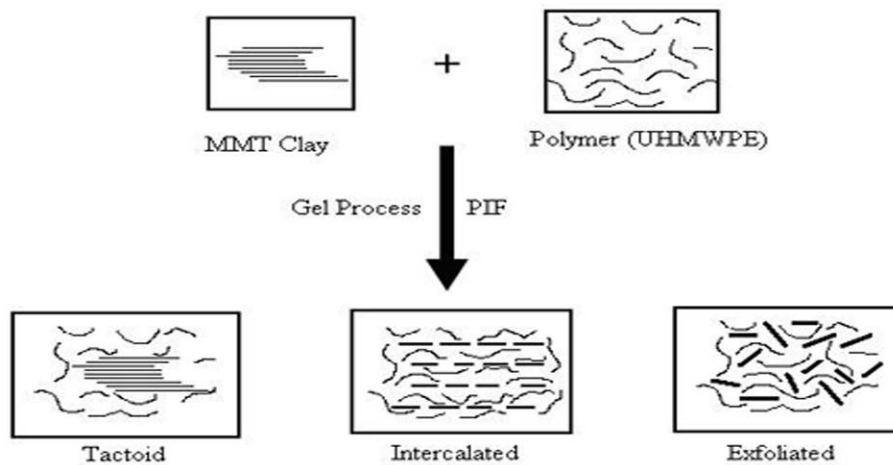 +
MMT Clay
Polymer (UHMWPE)
Gel Process PIF
Tactoid
Intercalated
Exfoliated